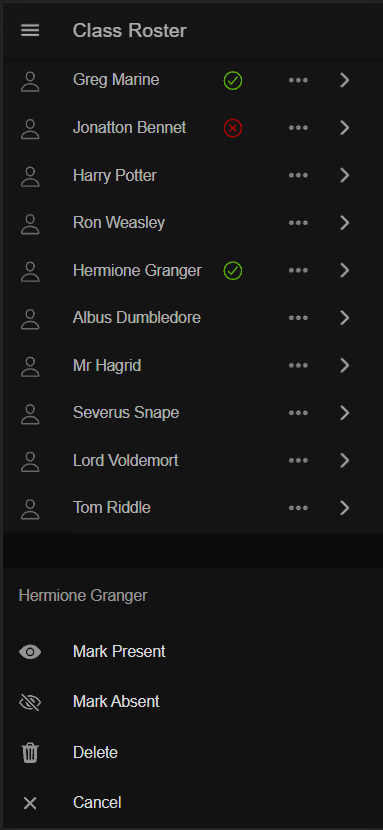 Class Roster
Greg Marine
Jonatton Bennet
Harry Potter
Ron Weasley
Hermione Granger
Albus Dumbledore
Mr Hagrid
Severus Snape
Lord Voldemort
Tom Riddle
Hermione Granger
Mark Present
Mark Absent
Delete
Cancel